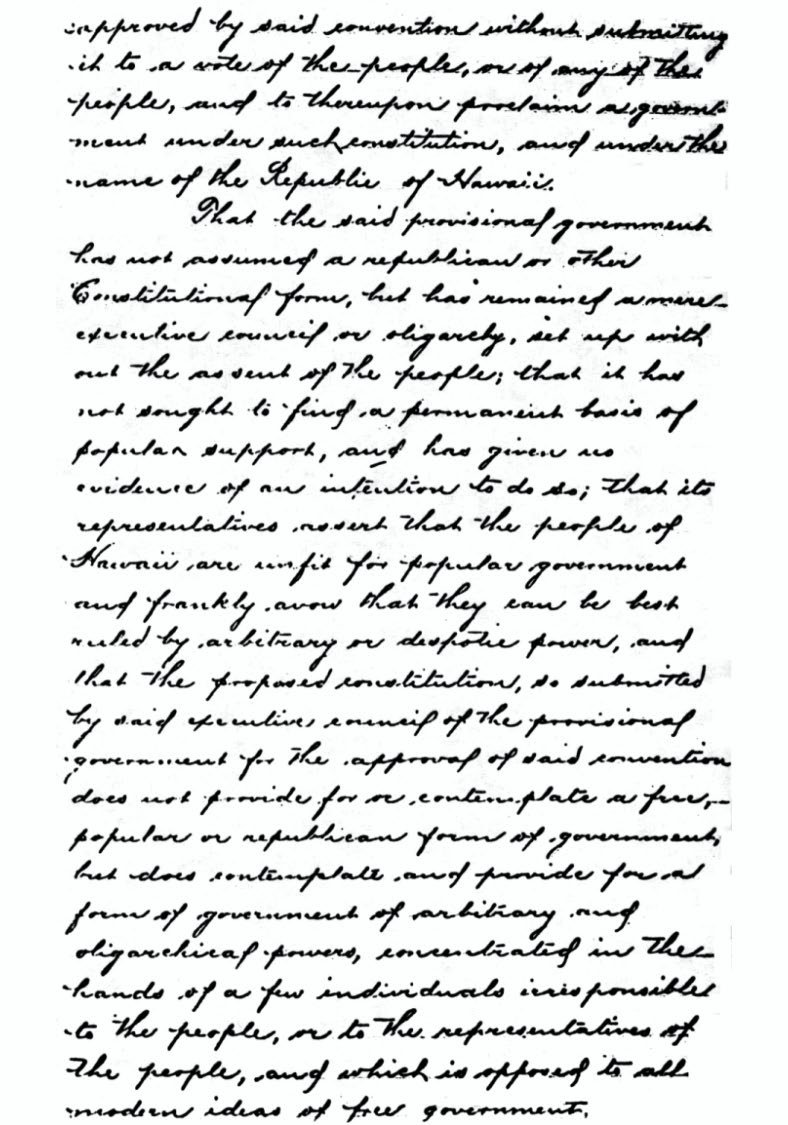 approved by said convention without submitting
it to a vote of the people, or of any of the
people, and to thereupon proclaim a govern-
ment under such constitution, and under the
name of the Republic of Hawaii.
That the said provisional government
has not assumed a republican or other
Constitutional form, but has remained a mere
executive council or oligarchy, set up with
out the assent of the people; that it has
not sought to find a permanent basis of
popular support, and has given no
evidence of an intention to do so; that its
representatives assert that the people of
Hawaii are unfit for popular government
and frankly avow that they can be best
ruled by arbitrary or despotic power, and
that the proposed constitution, so submitted
by said executive council of the provisional
government for the approval of said convention
does not provide for or contemplate a free,
popular or republican form of government,
but does contemplate and provide for a
form of government of arbitrary and
oligarchical powers, concentrated in the
hands of a few individuals irresponsible
to the people, or to the representatives of
the people, and which is opposed to all
modern ideas of free government.